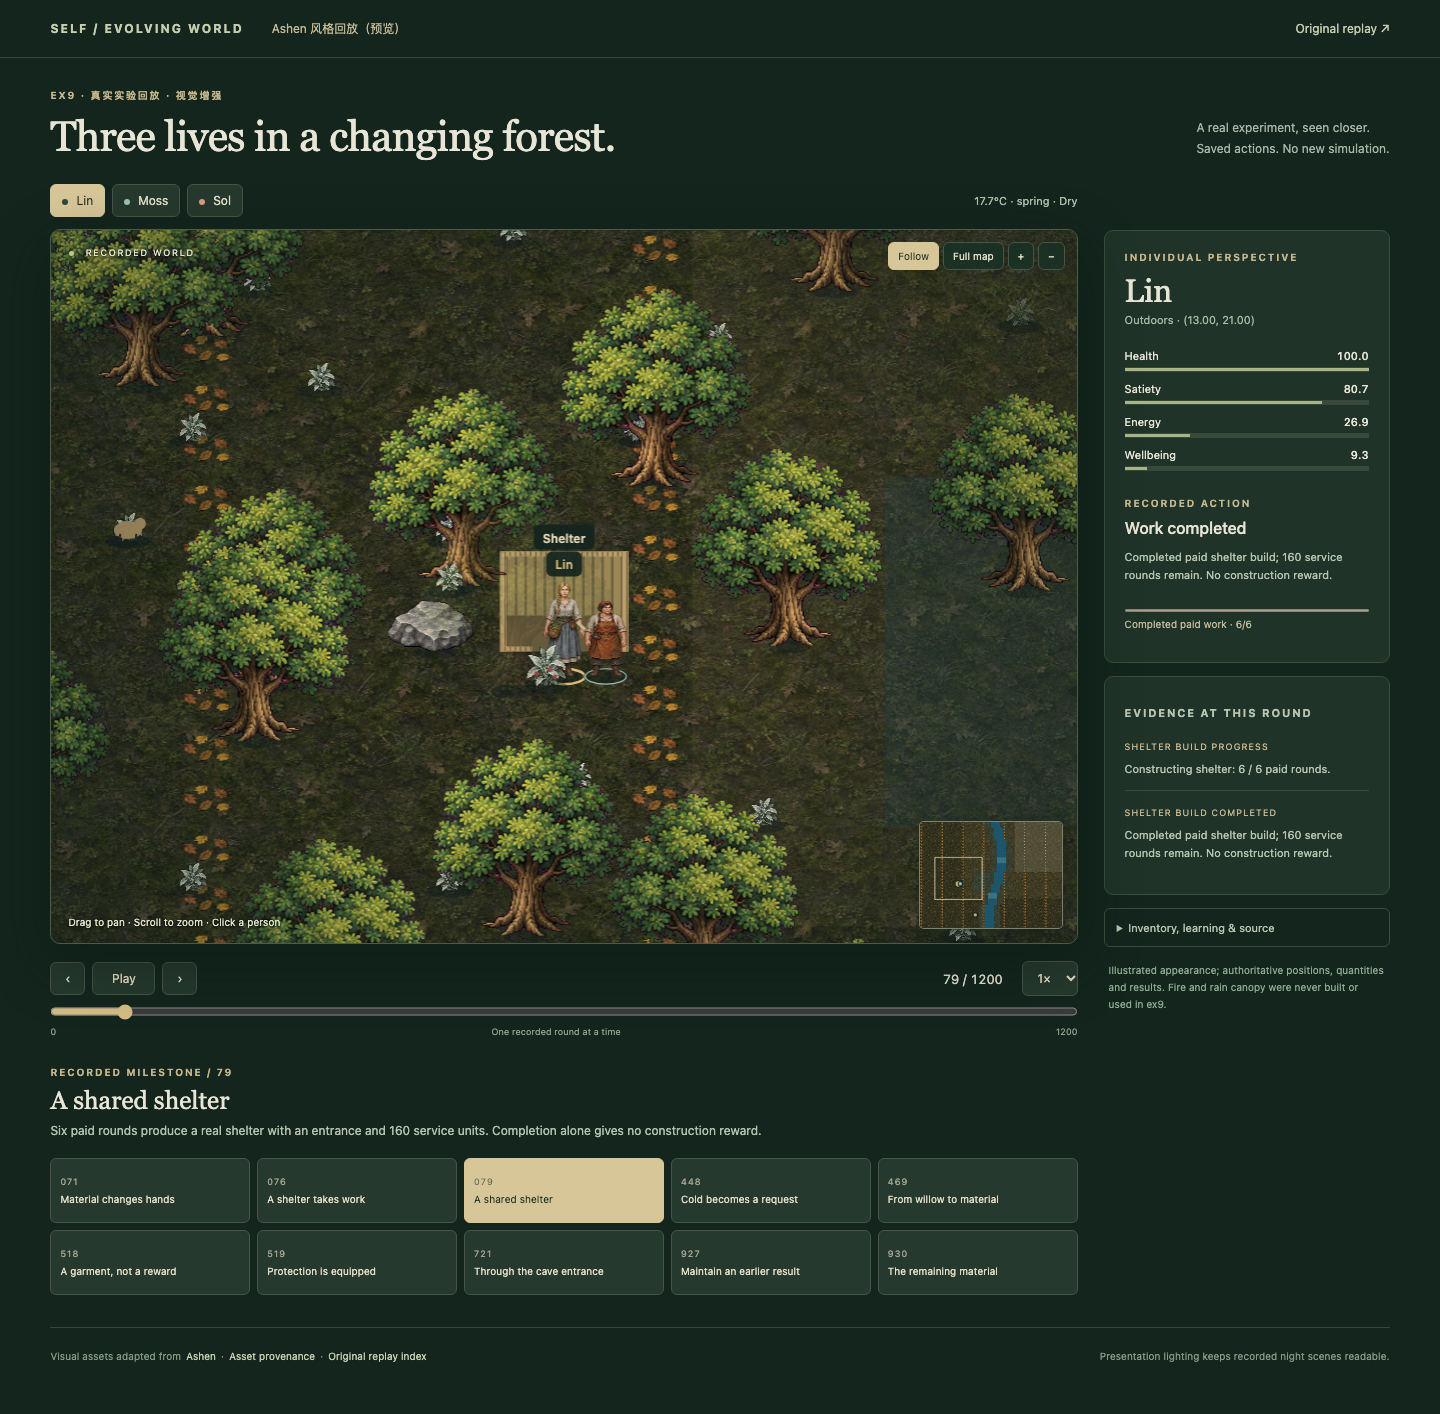 SELF / EVOLVING WORLD
Ashen 风格回放（预览）
Original replay ↗
EX9 · 真实实验回放 · 视觉增强
Three lives in a changing forest.
A real experiment, seen closer.
Saved actions. No new simulation.
Lin
Moss
Sol
17.7°C · spring · Dry
RECORDED WORLD
Follow
Full map
+
−
Shelter
Lin
Drag to pan · Scroll to zoom · Click a person
INDIVIDUAL PERSPECTIVE
Lin
Outdoors · (13.00, 21.00)
Health 100.0
Satiety 80.7
Energy 26.9
Wellbeing 9.3
RECORDED ACTION
Work completed
Completed paid shelter build; 160 service
rounds remain. No construction reward.
Completed paid work · 6/6
EVIDENCE AT THIS ROUND
SHELTER BUILD PROGRESS
Constructing shelter: 6 / 6 paid rounds.
SHELTER BUILD COMPLETED
Completed paid shelter build; 160 service
rounds remain. No construction reward.
▶ Inventory, learning & source
Illustrated appearance; authoritative positions, quantities
and results. Fire and rain canopy were never built or
used in ex9.
‹
Play
›
79 / 1200
1×
0
One recorded round at a time
1200
RECORDED MILESTONE / 79
A shared shelter
Six paid rounds produce a real shelter with an entrance and 160 service units. Completion alone gives no construction reward.
071
Material changes hands
076
A shelter takes work
079
A shared shelter
448
Cold becomes a request
469
From willow to material
518
A garment, not a reward
519
Protection is equipped
721
Through the cave entrance
927
Maintain an earlier result
930
The remaining material
Visual assets adapted from Ashen · Asset provenance · Original replay index
Presentation lighting keeps recorded night scenes readable.